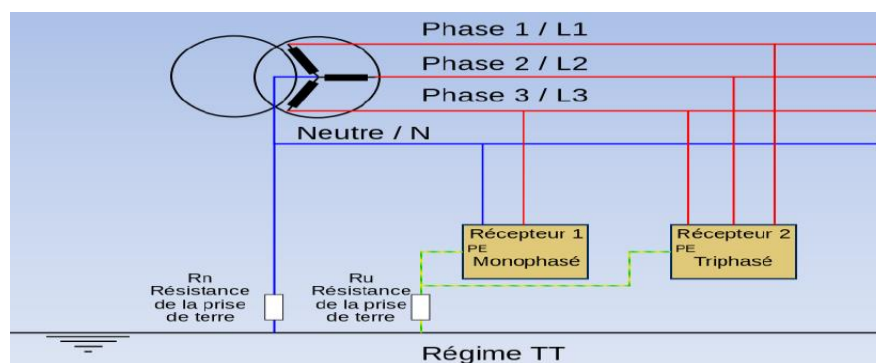 Phase 1 / L1
Phase 2 / L2
Phase 3 / L3
Neutre / N
Récepteur 1
PE
Monophasé
Récepteur 2
PE
Triphasé
Rn
Résistance
de la prise
de terre
Ru
Résistance
de la prise
de terre
Régime TT